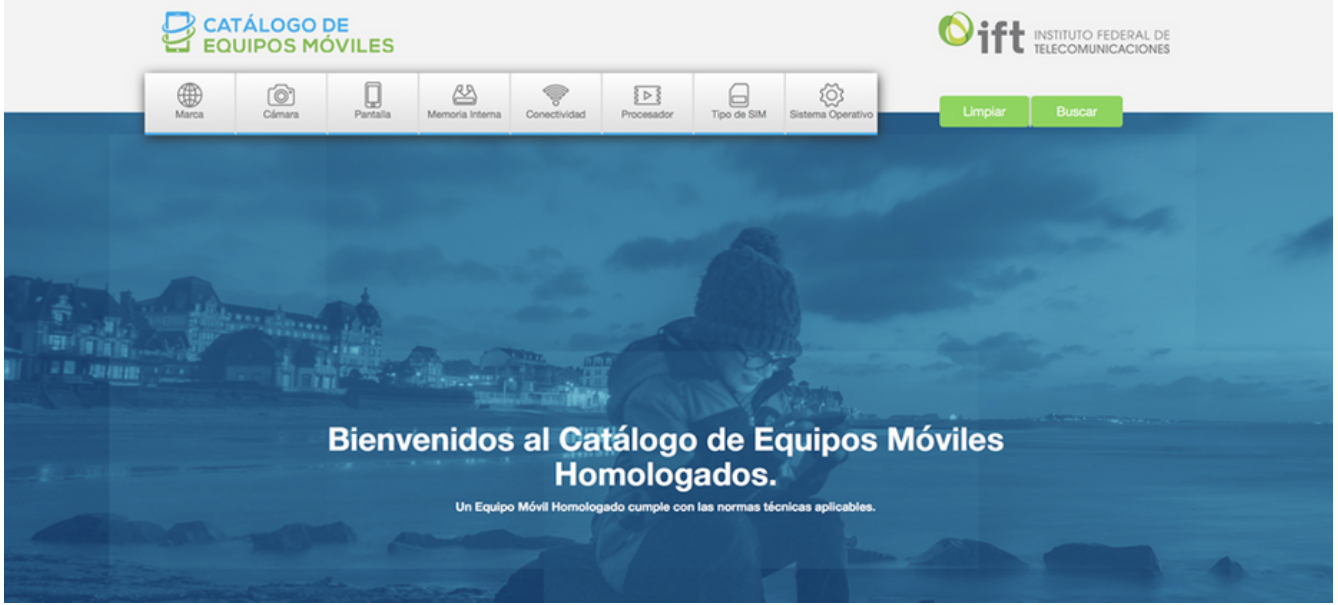 CATÁLOGO DE
EQUIPOS MÓVILES
ift INSTITUTO FEDERAL DE
TELECOMUNICACIONES
Marca
Cámara
Pantalla
Memoria Interna
Conectividad
Procesador
Tipo de SIM
Sistema Operativo
Limpiar
Buscar
Bienvenidos al Catálogo de Equipos Móviles
Homologados.
Un Equipo Móvil Homologado cumple con las normas técnicas aplicables.